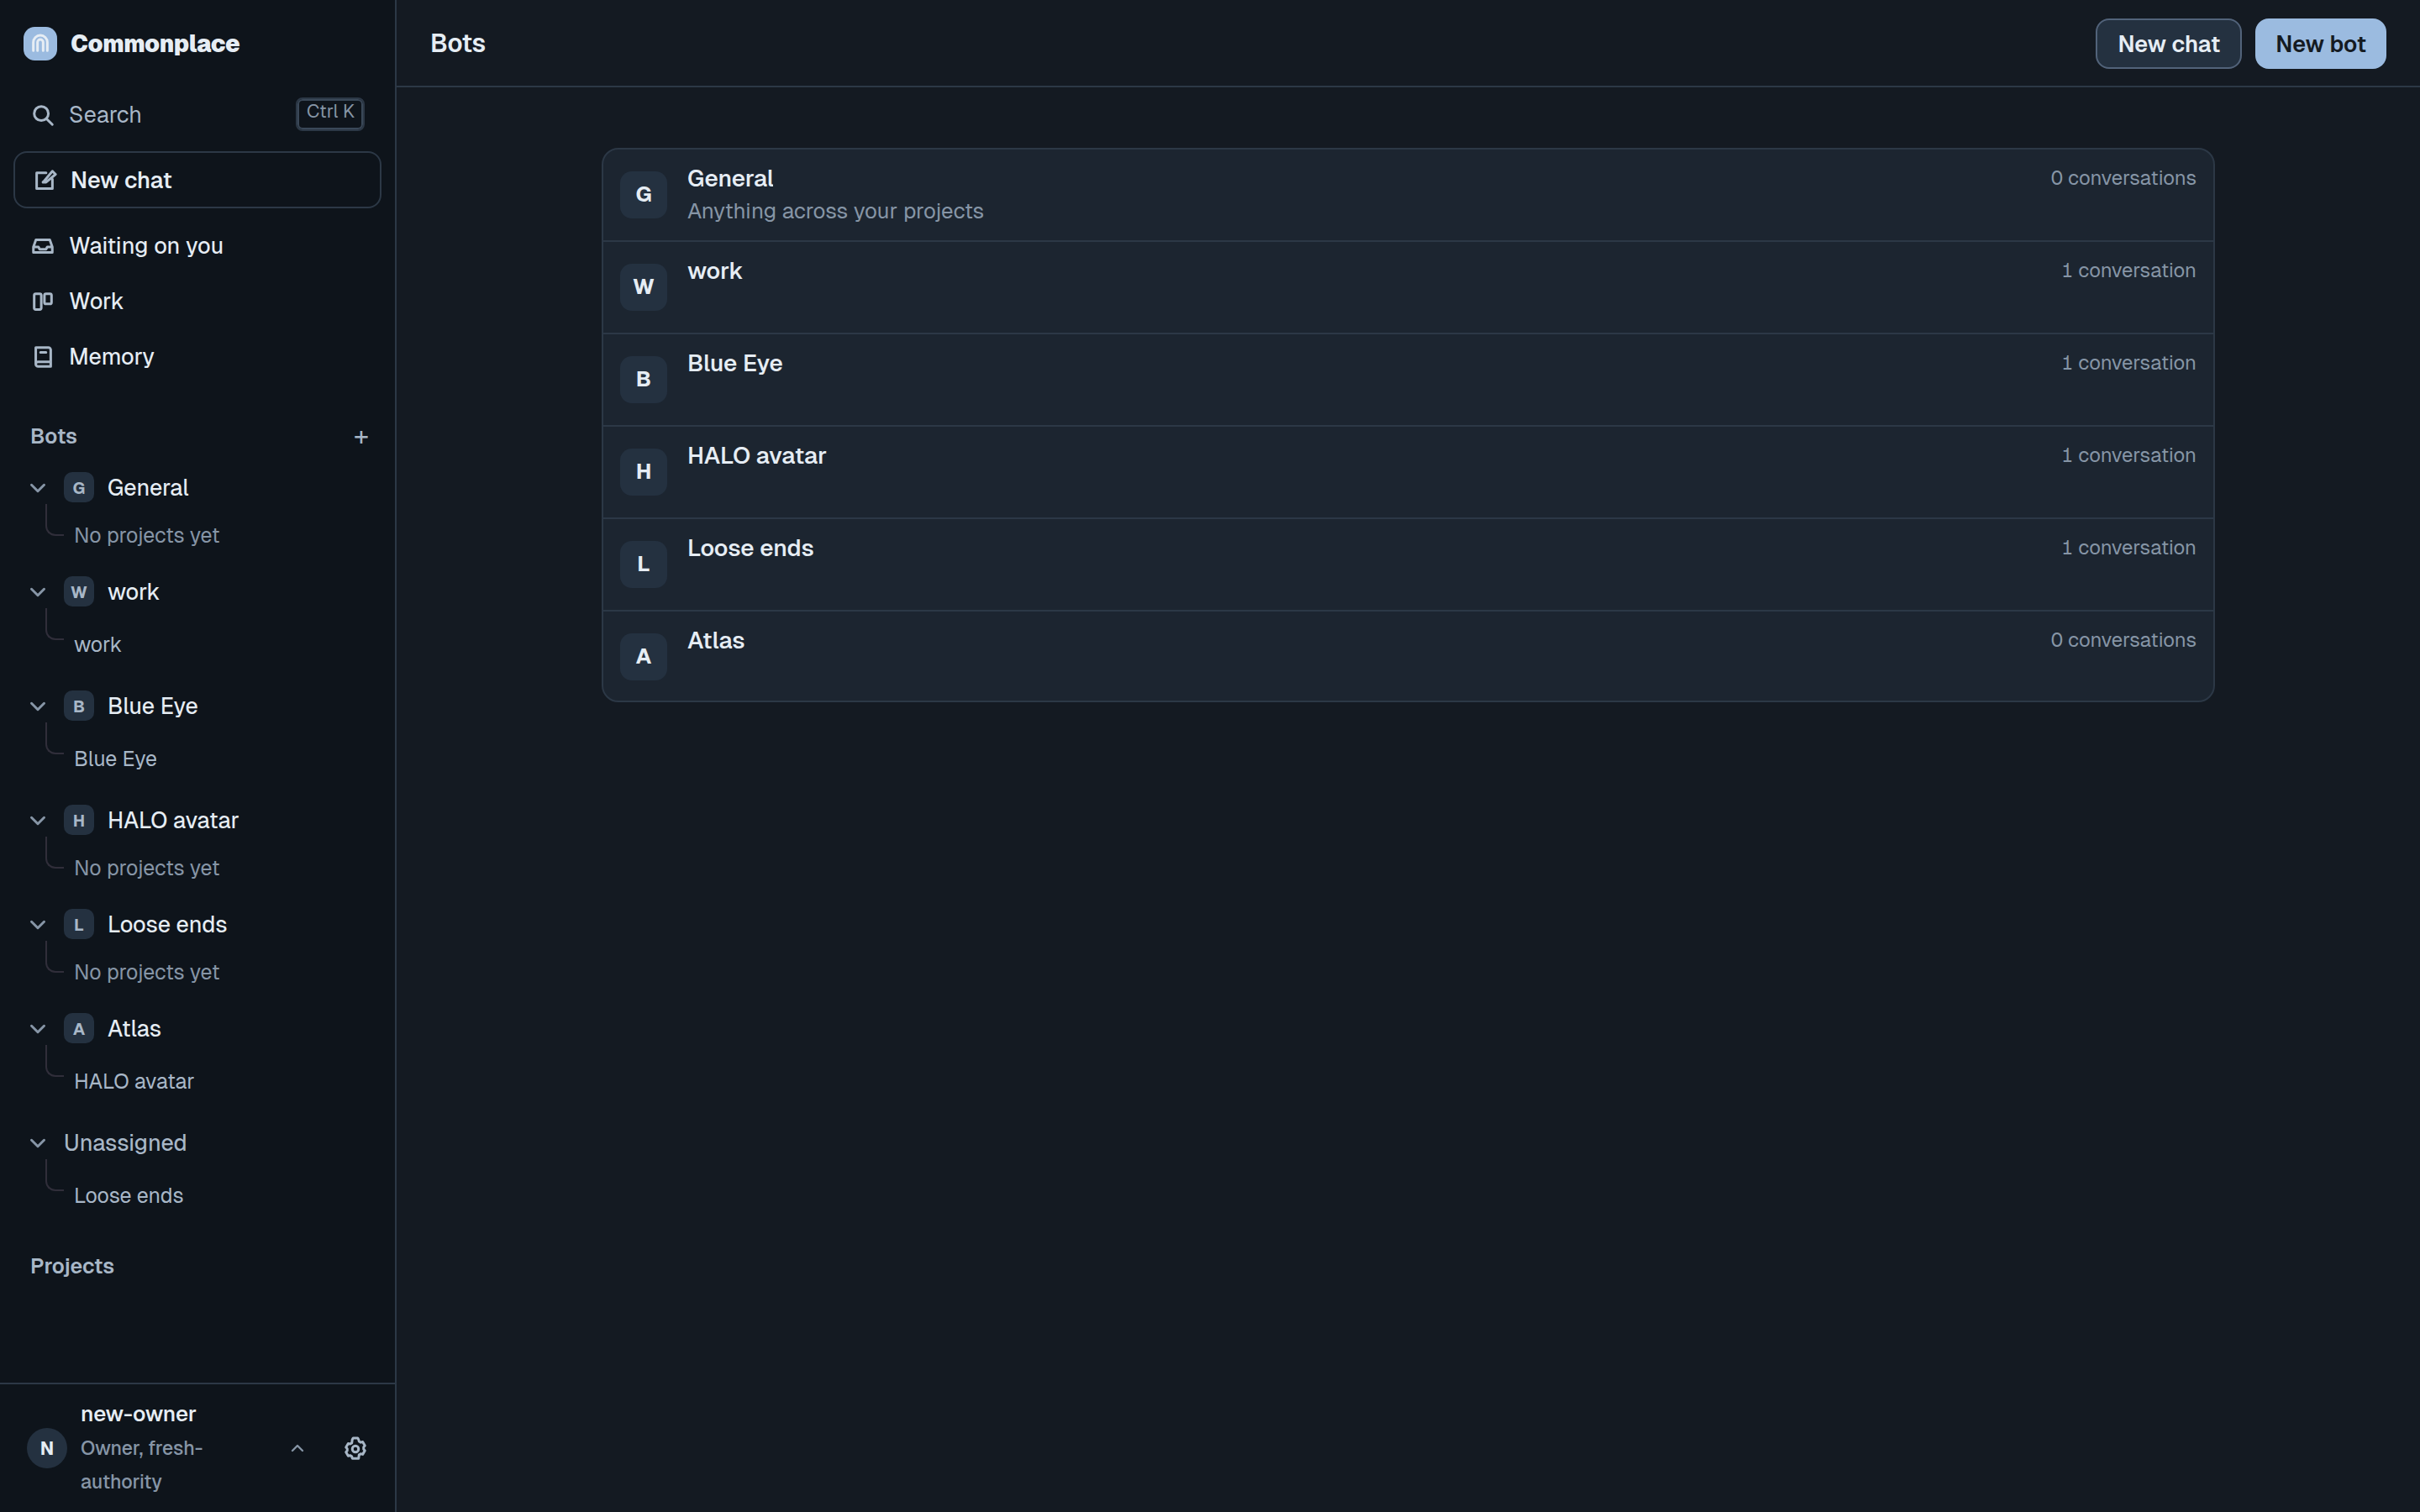 Commonplace
Search
Ctrl K
New chat
Waiting on you
Work
Memory
Bots
+
G
General
No projects yet
W
work
work
B
Blue Eye
Blue Eye
H
HALO avatar
No projects yet
L
Loose ends
No projects yet
A
Atlas
HALO avatar
Unassigned
Loose ends
Projects
N
new-owner
Owner, fresh-
authority
Bots
New chat
New bot
G
General
0 conversations
Anything across your projects
W
work
1 conversation
B
Blue Eye
1 conversation
H
HALO avatar
1 conversation
L
Loose ends
1 conversation
A
Atlas
0 conversations